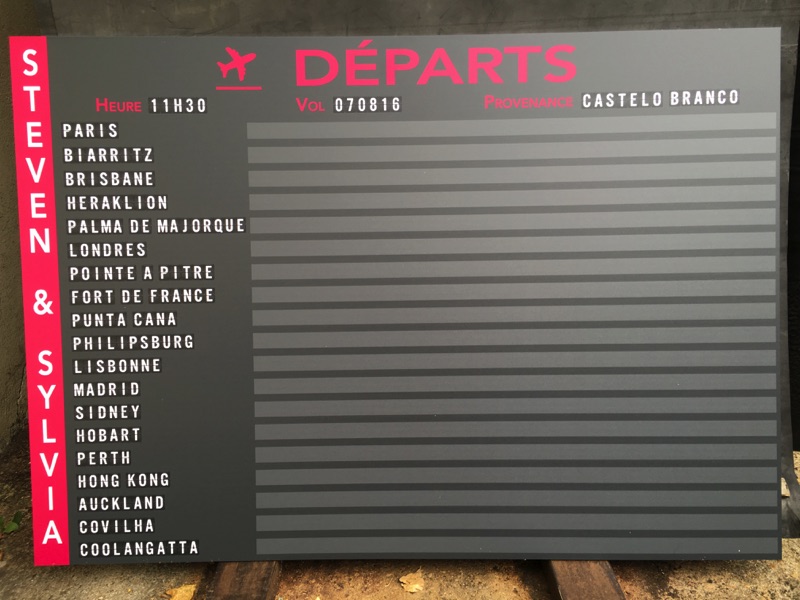 STEVEN & SYLVIA
DÉPARTS
HEURE 11H30 VOL 070816 PROVENANCE CASTELO BRANCO
PARIS
BIARRITZ
BRISBANE
HERAKLION
PALMA DE MAJORQUE
LONDRES
POINTE A PITRE
FORT DE FRANCE
PUNTA CANA
PHILIPSBURG
LISBONNE
MADRID
SIDNEY
HOBART
PERTH
HONG KONG
AUCKLAND
COVILHA
COOLANGATTA